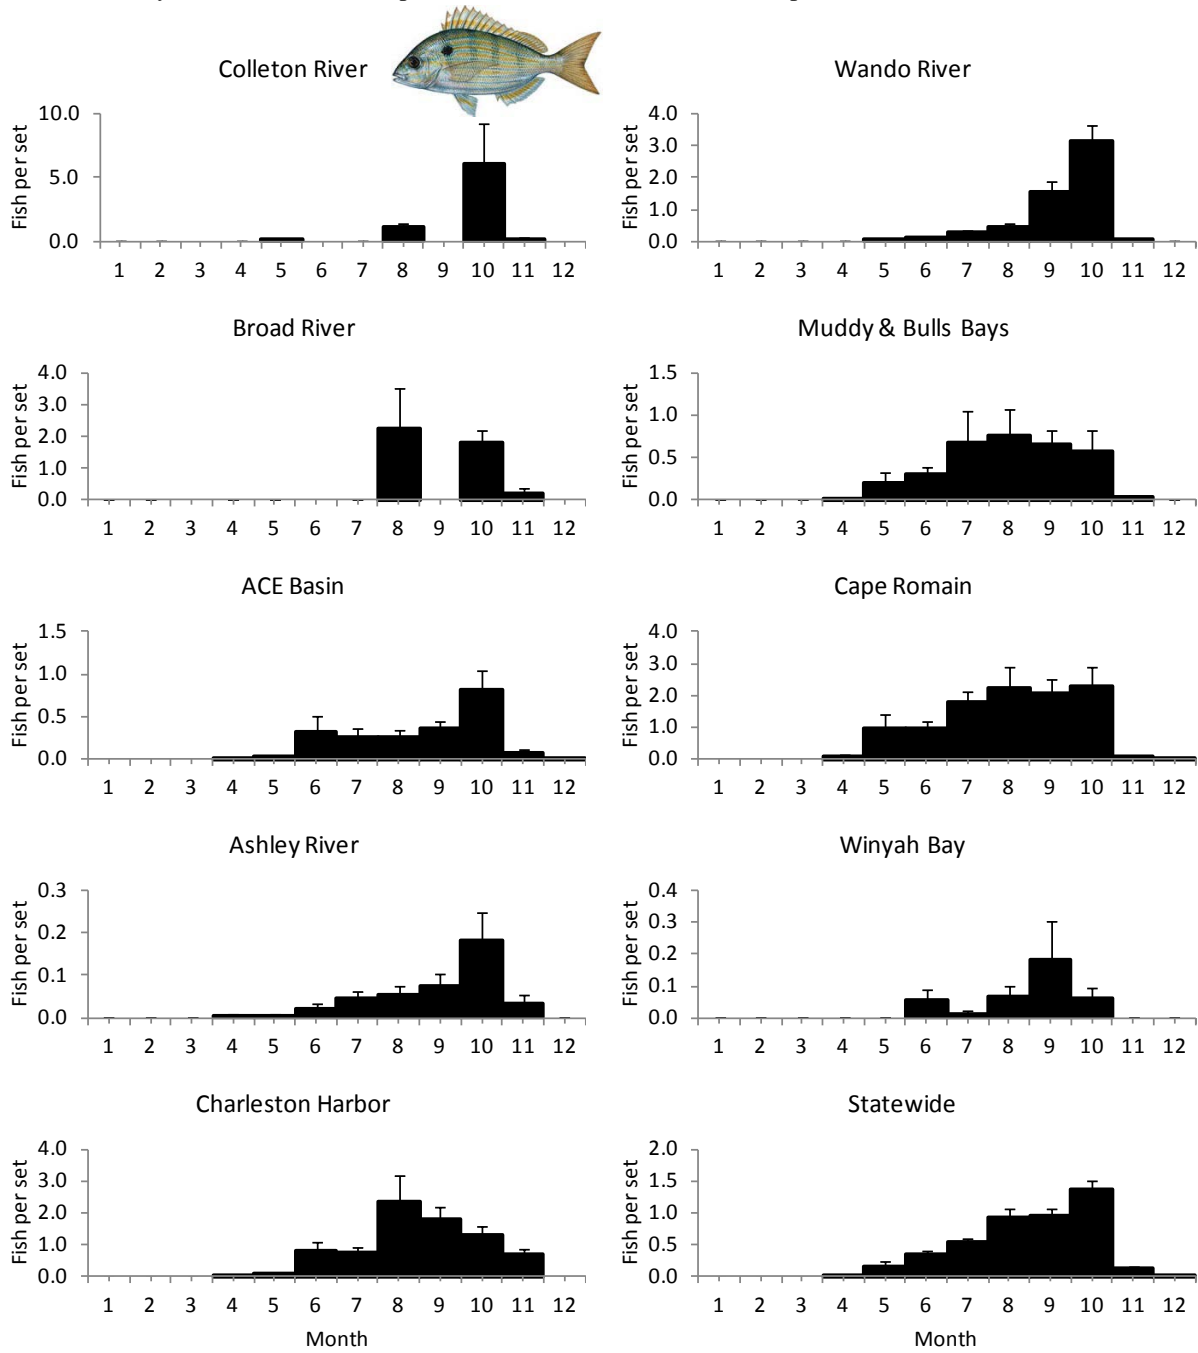 Colleton River
Wando River
Fish per set
10.0
5.0
0.0
1 2 3 4 5 6 7 8 9 10 11 12
Fish per set
4.0
3.0
2.0
1.0
0.0
1 2 3 4 5 6 7 8 9 10 11 12
Broad River
Muddy & Bulls Bays
Fish per set
4.0
3.0
2.0
1.0
0.0
1 2 3 4 5 6 7 8 9 10 11 12
Fish per set
1.5
1.0
0.5
0.0
1 2 3 4 5 6 7 8 9 10 11 12
ACE Basin
Cape Romain
Fish per set
1.5
1.0
0.5
0.0
1 2 3 4 5 6 7 8 9 10 11 12
Fish per set
4.0
3.0
2.0
1.0
0.0
1 2 3 4 5 6 7 8 9 10 11 12
Ashley River
Winyah Bay
Fish per set
0.3
0.2
0.1
0.0
1 2 3 4 5 6 7 8 9 10 11 12
Fish per set
0.4
0.3
0.2
0.1
0.0
1 2 3 4 5 6 7 8 9 10 11 12
Charleston Harbor
Statewide
Fish per set
4.0
3.0
2.0
1.0
0.0
1 2 3 4 5 6 7 8 9 10 11 12
Month
Fish per set
2.0
1.5
1.0
0.5
0.0
1 2 3 4 5 6 7 8 9 10 11 12
Month